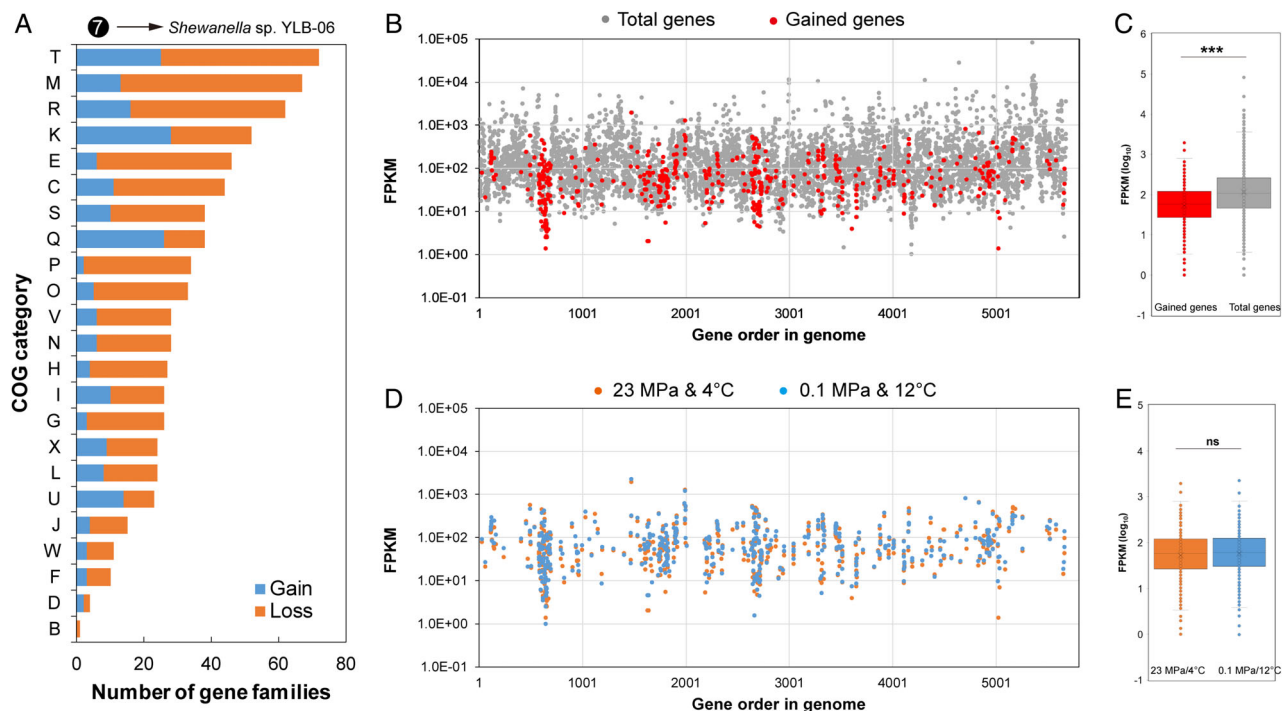 A
7 Shewanella sp. YLB-06
COG category
T
M
R
K
E
C
S
Q
P
O
V
N
H
I
G
X
L
U
J
W
F
D
B
Gain
Loss
0 20 40 60 80
Number of gene families
B
Total genes Gained genes
FPKM
1.0E+05
1.0E+04
1.0E+03
1.0E+02
1.0E+01
1.0E+00
1.0E-01
1 1001 2001 3001 4001 5001
Gene order in genome
C
FPKM (log10)
6
5
4
3
2
1
0
-1
***
Gained genes Total genes
D
23 MPa & 4°C 0.1 MPa & 12°C
FPKM
1.0E+05
1.0E+04
1.0E+03
1.0E+02
1.0E+01
1.0E+00
1.0E-01
1 1001 2001 3001 4001 5001
Gene order in genome
E
FPKM (log10)
5
4
3
2
1
0
-1
ns
23 MPa/4°C 0.1 MPa/12°C